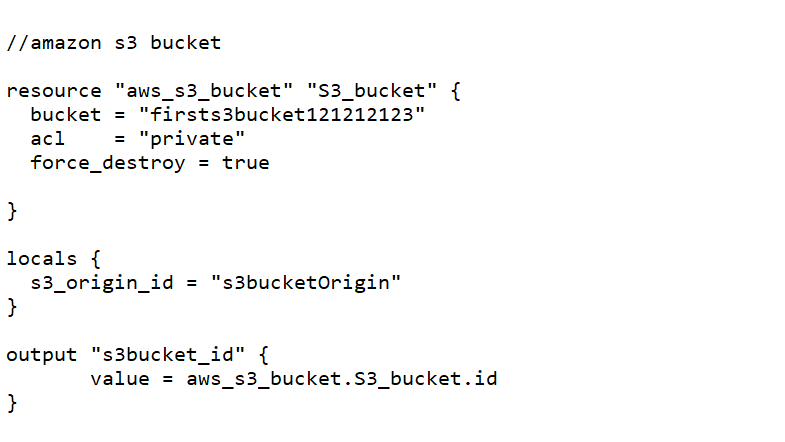 //amazon s3 bucket
resource "aws_s3_bucket" "S3_bucket" {
  bucket = "firsts3bucket121212123"
  acl    = "private"
  force_destroy = true
}
locals {
  s3_origin_id = "s3bucketOrigin"
}
output "s3bucket_id" {
       value = aws_s3_bucket.S3_bucket.id
}